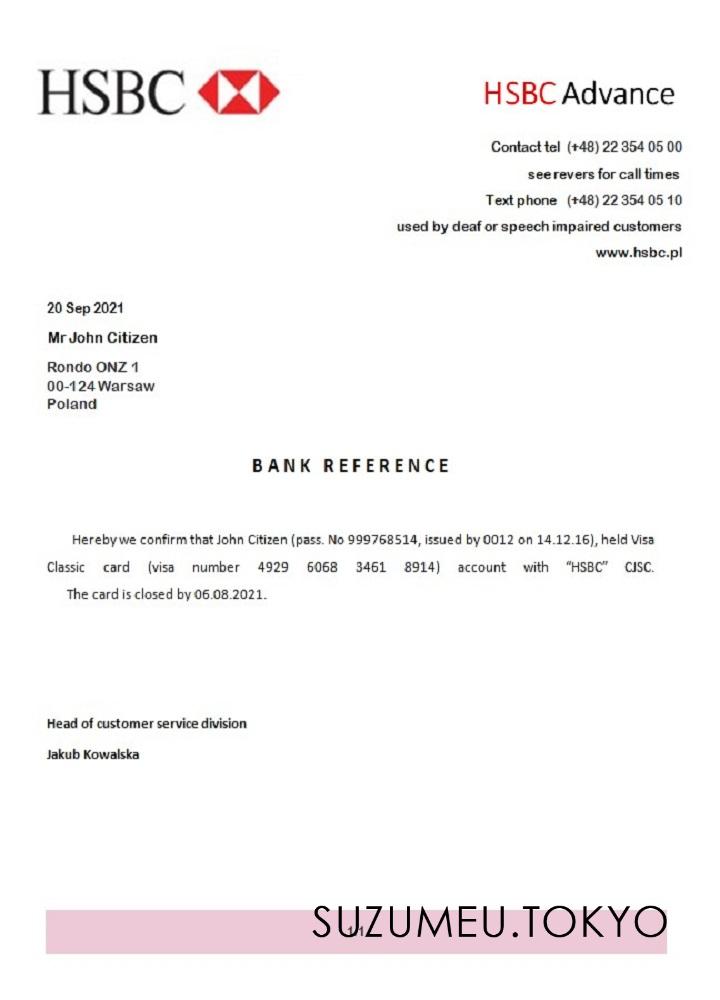 HSBC
HSBC Advance
Contact tel (+48) 22 354 05 00
see revers for call times
Text phone (+48) 22 354 05 10
used by deaf or speech impaired customers
www.hsbc.pl
20 Sep 2021
Mr John Citizen
Rondo ONZ 1
00-124 Warsaw
Poland
BANK REFERENCE
Hereby we confirm that John Citizen (pass. No 999768514, issued by 0012 on 14.12.16), held Visa
Classic card (visa number 4929 6068 3461 8914) account with “HSBC” CJSC.
The card is closed by 06.08.2021.
Head of customer service division
Jakub Kowalska
SUZUMEU.TOKYO
1/1